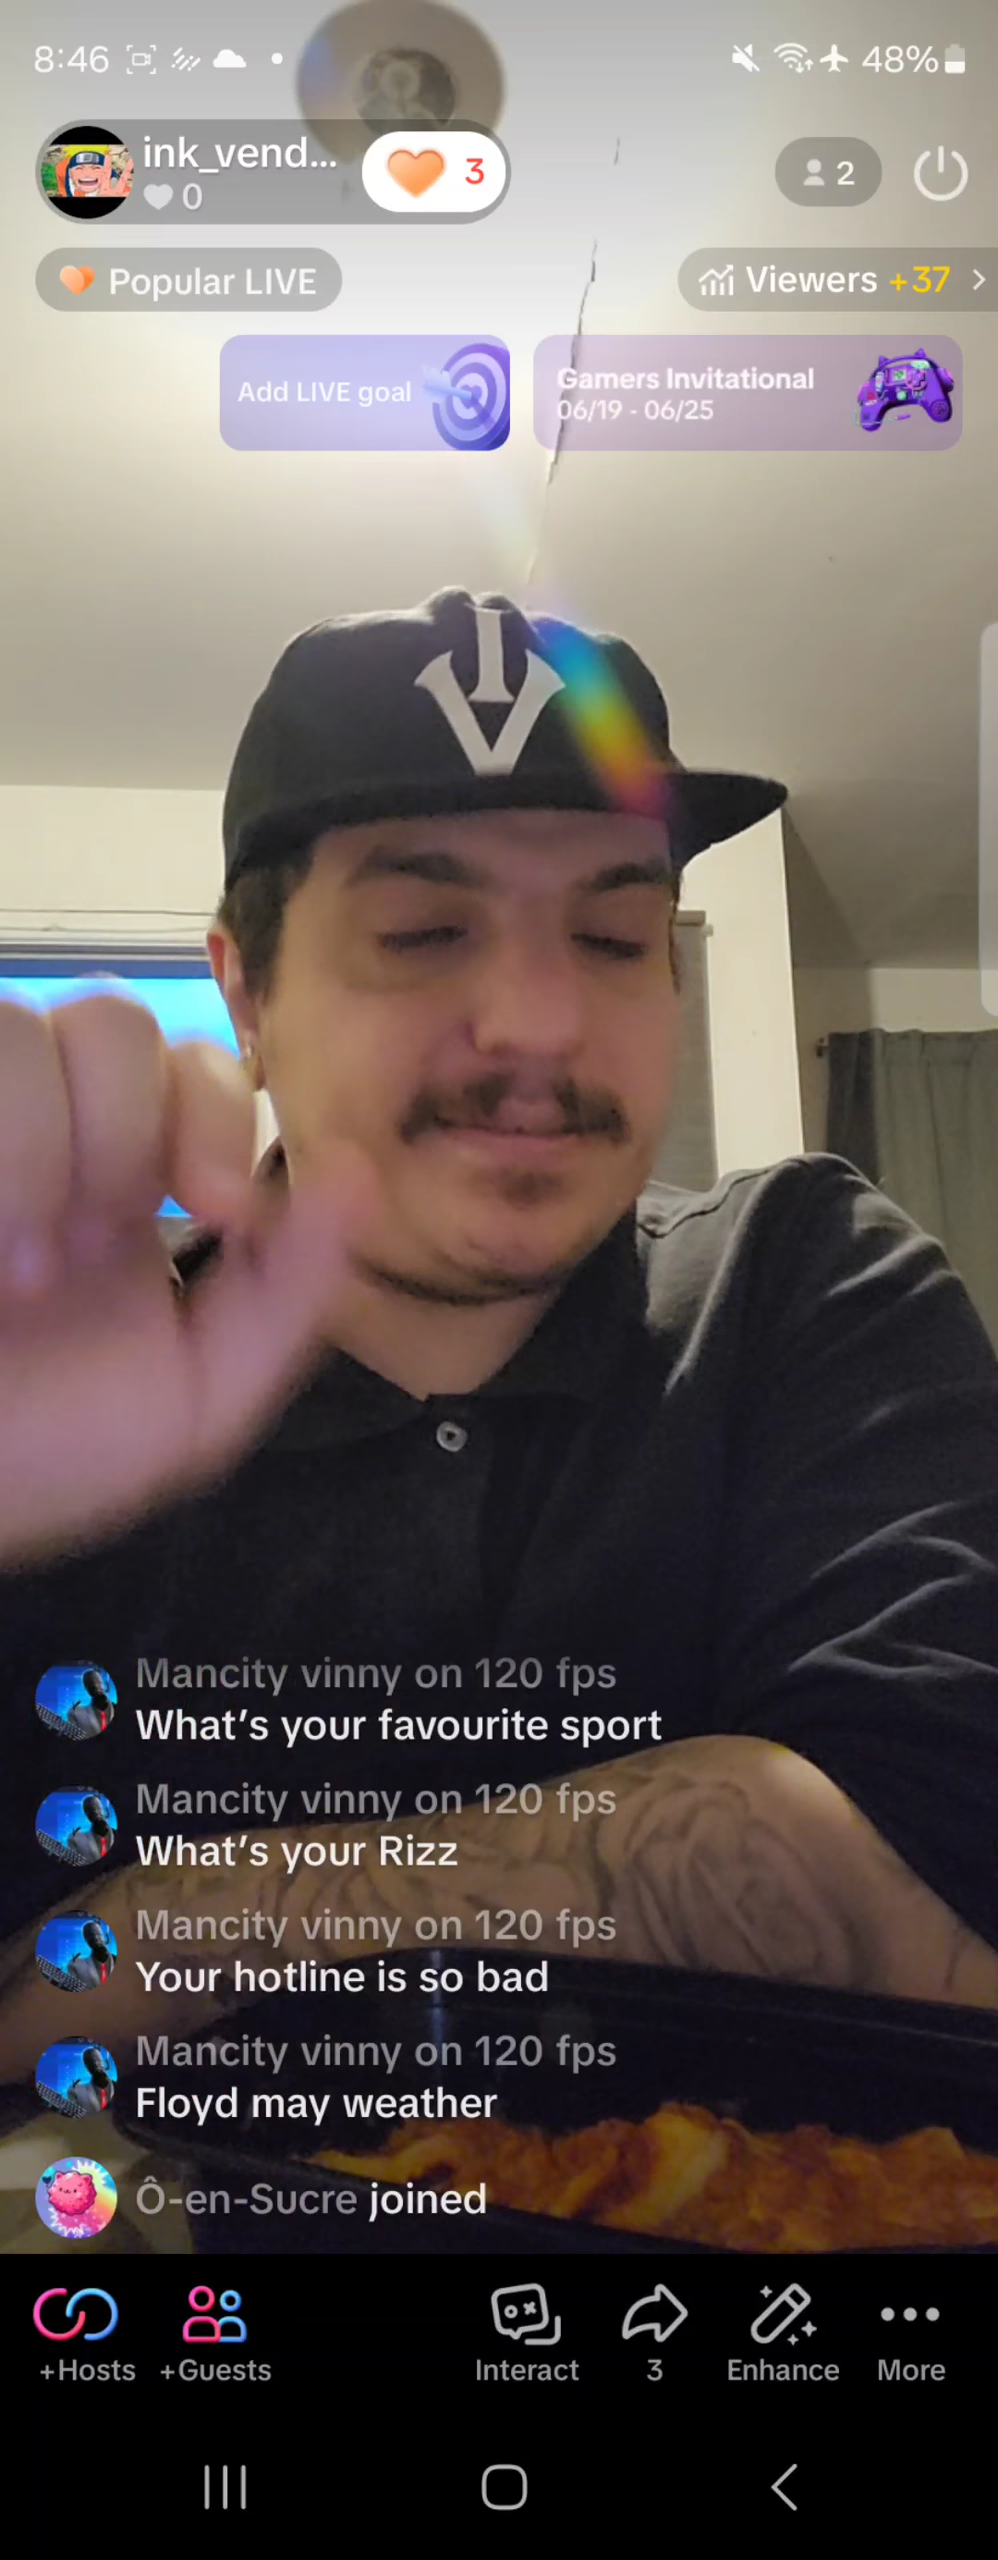 8:46
48%
ink_vend...
0
3
2
Popular LIVE
Viewers +37
Add LIVE goal
Gamers Invitational
06/19 - 06/25
Mancity vinny on 120 fps
What's your favourite sport
Mancity vinny on 120 fps
What's your Rizz
Mancity vinny on 120 fps
Your hotline is so bad
Mancity vinny on 120 fps
Floyd may weather
Ô-en-Sucre joined
+Hosts
+Guests
Interact
3
Enhance
More